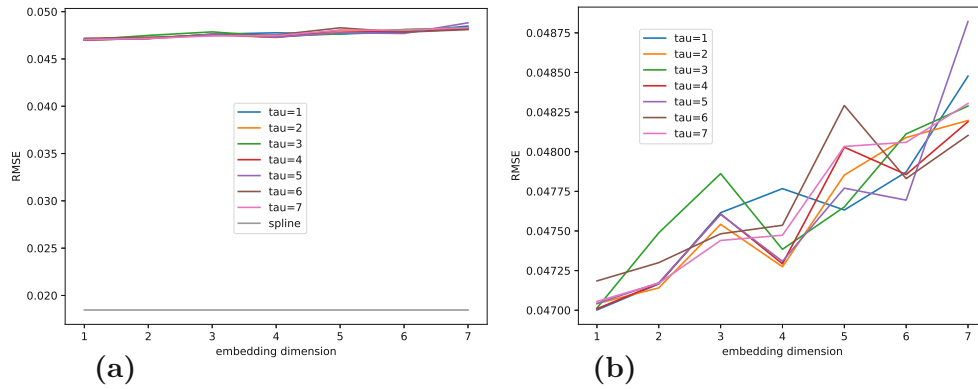 RMSE
0.050
0.045
0.040
0.035
0.030
0.025
0.020
tau=1
tau=2
tau=3
tau=4
tau=5
tau=6
tau=7
spline
1 2 3 4 5 6 7
embedding dimension
(a)
RMSE
0.04875
0.04850
0.04825
0.04800
0.04775
0.04750
0.04725
0.04700
tau=1
tau=2
tau=3
tau=4
tau=5
tau=6
tau=7
1 2 3 4 5 6 7
embedding dimension
(b)